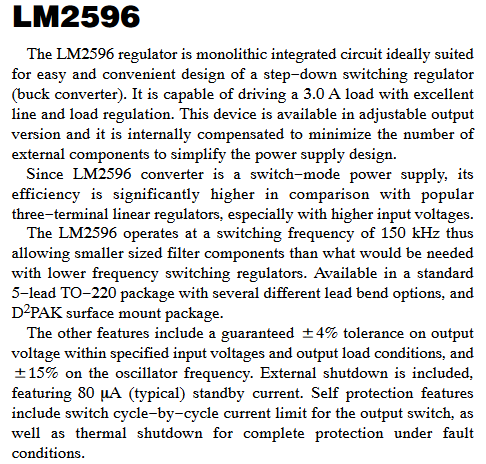 LM2596
The LM2596 regulator is monolithic integrated circuit ideally suited
for easy and convenient design of a step−down switching regulator
(buck converter). It is capable of driving a 3.0 A load with excellent
line and load regulation. This device is available in adjustable output
version and it is internally compensated to minimize the number of
external components to simplify the power supply design.
Since LM2596 converter is a switch−mode power supply, its
efficiency is significantly higher in comparison with popular
three−terminal linear regulators, especially with higher input voltages.
The LM2596 operates at a switching frequency of 150 kHz thus
allowing smaller sized filter components than what would be needed
with lower frequency switching regulators. Available in a standard
5−lead TO−220 package with several different lead bend options, and
D²PAK surface mount package.
The other features include a guaranteed ±4% tolerance on output
voltage within specified input voltages and output load conditions, and
±15% on the oscillator frequency. External shutdown is included,
featuring 80 µA (typical) standby current. Self protection features
include switch cycle−by−cycle current limit for the output switch, as
well as thermal shutdown for complete protection under fault
conditions.